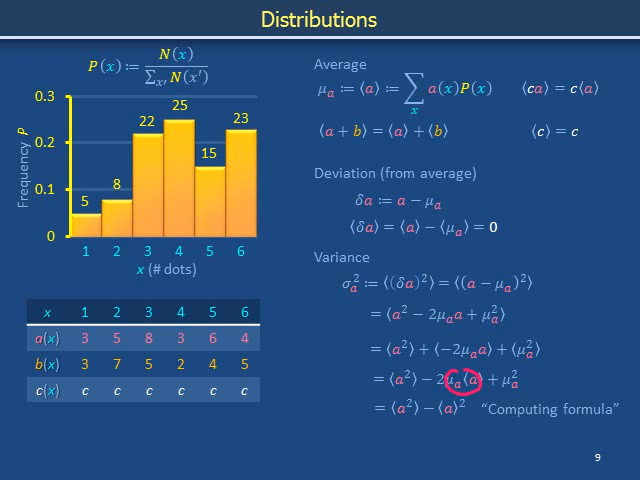 Distributions
P(x) ≔ N(x) / ∑x′ N(x′)
Frequency P
0.3
0.2
0.1
0
5
8
22
25
15
23
1 2 3 4 5 6
x (# dots)
x 1 2 3 4 5 6
a(x) 3 5 8 3 6 4
b(x) 3 7 5 2 4 5
c(x) c c c c c c
Average
μa ≔ ⟨a⟩ ≔ ∑x a(x)P(x) ⟨ca⟩ = c⟨a⟩
⟨a + b⟩ = ⟨a⟩ + ⟨b⟩ ⟨c⟩ = c
Deviation (from average)
δa ≔ a − μa
⟨δa⟩ = ⟨a⟩ − ⟨μa⟩ = 0
Variance
σa² ≔ ⟨(δa)²⟩ = ⟨(a − μa)²⟩
= ⟨a² − 2μaa + μa²⟩
= ⟨a²⟩ + ⟨−2μaa⟩ + ⟨μa²⟩
= ⟨a²⟩ − 2μa⟨a⟩ + μa²
= ⟨a²⟩ − ⟨a⟩² “Computing formula”
9